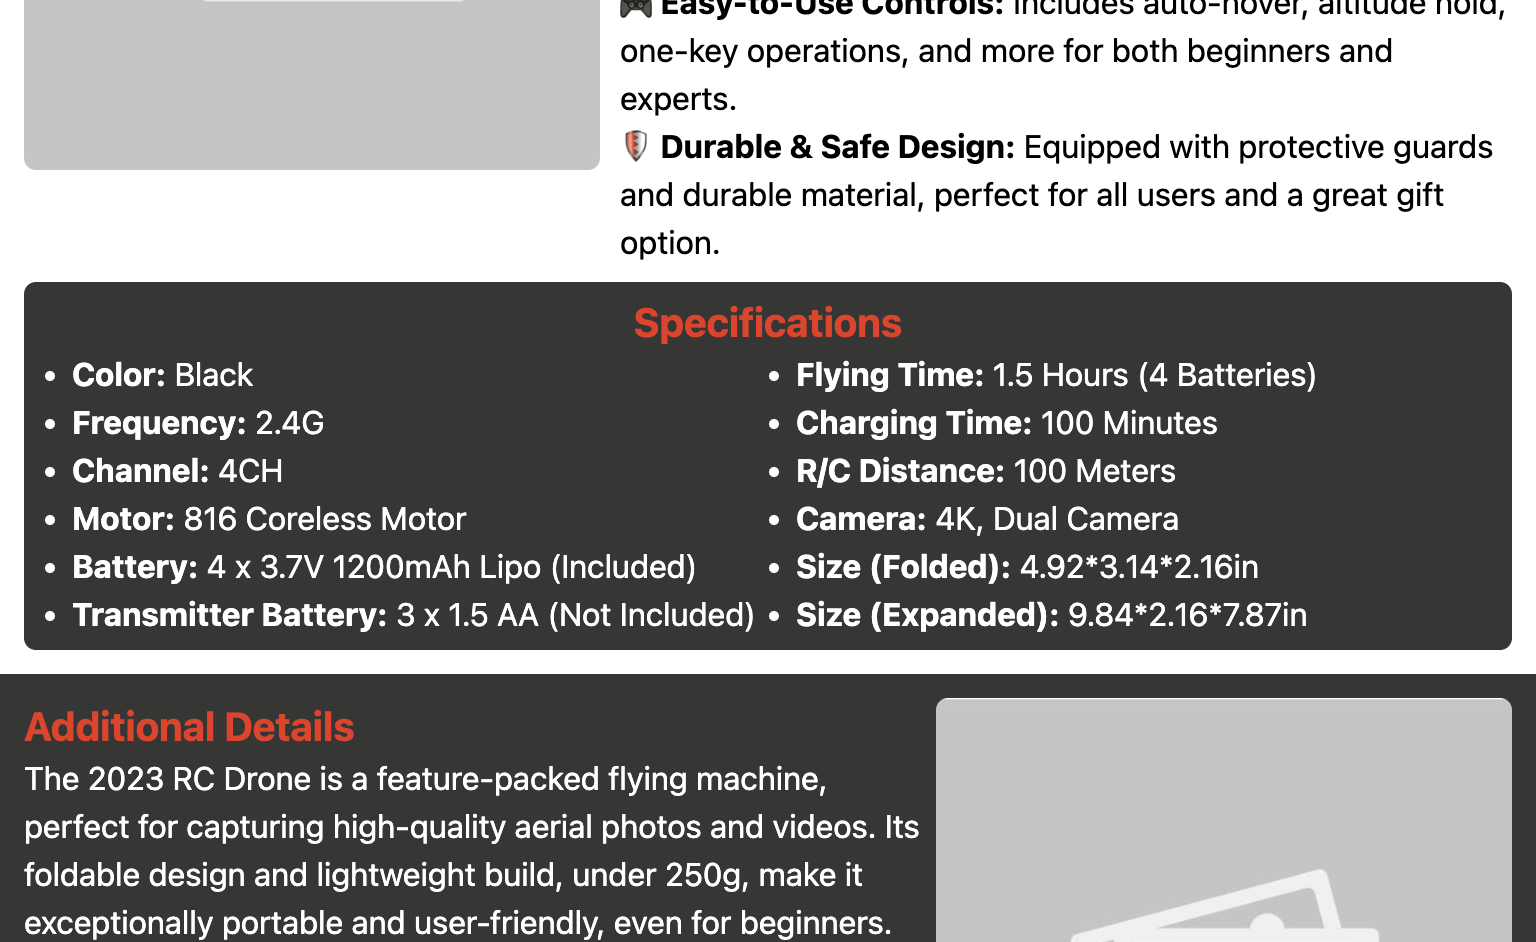 🎮 Easy-to-Use Controls: Includes auto-hover, altitude hold,
one-key operations, and more for both beginners and
experts.
🛡️ Durable & Safe Design: Equipped with protective guards
and durable material, perfect for all users and a great gift
option.
Specifications
• Color: Black
• Frequency: 2.4G
• Channel: 4CH
• Motor: 816 Coreless Motor
• Battery: 4 x 3.7V 1200mAh Lipo (Included)
• Transmitter Battery: 3 x 1.5 AA (Not Included)
• Flying Time: 1.5 Hours (4 Batteries)
• Charging Time: 100 Minutes
• R/C Distance: 100 Meters
• Camera: 4K, Dual Camera
• Size (Folded): 4.92*3.14*2.16in
• Size (Expanded): 9.84*2.16*7.87in
Additional Details
The 2023 RC Drone is a feature-packed flying machine,
perfect for capturing high-quality aerial photos and videos. Its
foldable design and lightweight build, under 250g, make it
exceptionally portable and user-friendly, even for beginners.